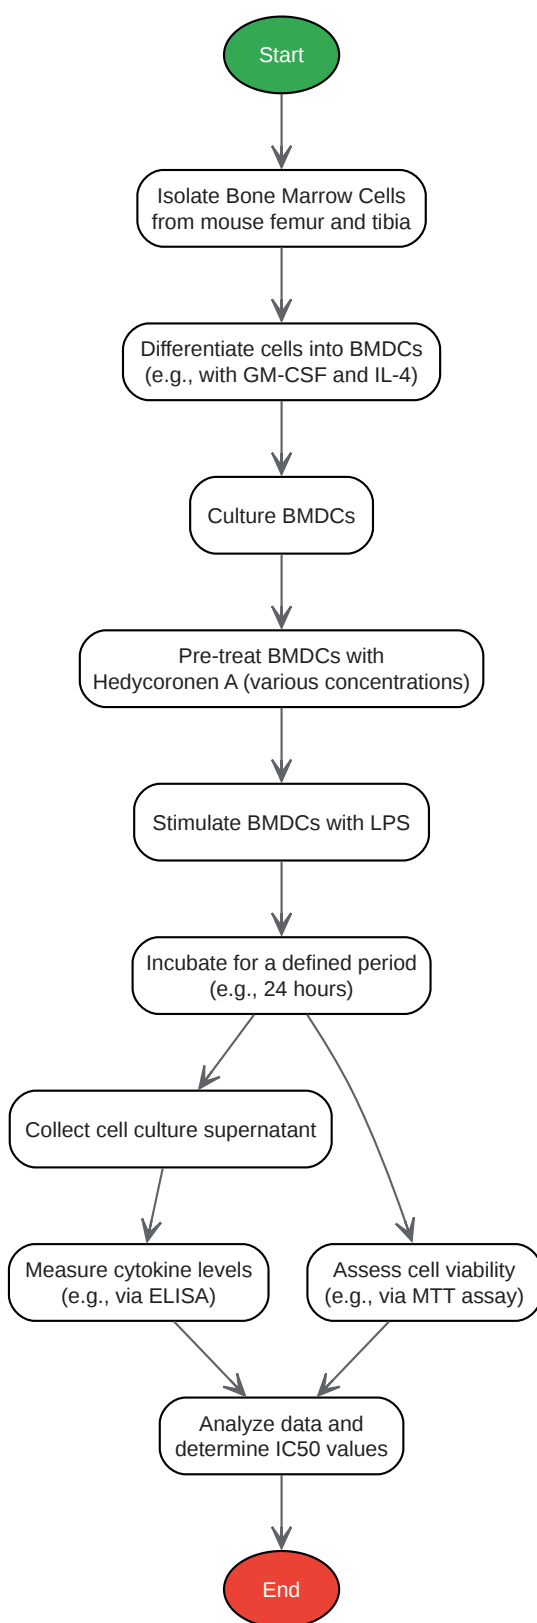 Start
Isolate Bone Marrow Cells
from mouse femur and tibia
Differentiate cells into BMDCs
(e.g., with GM-CSF and IL-4)
Culture BMDCs
Pre-treat BMDCs with
Hedycoronen A (various concentrations)
Stimulate BMDCs with LPS
Incubate for a defined period
(e.g., 24 hours)
Collect cell culture supernatant
Measure cytokine levels
(e.g., via ELISA)
Assess cell viability
(e.g., via MTT assay)
Analyze data and
determine IC50 values
End